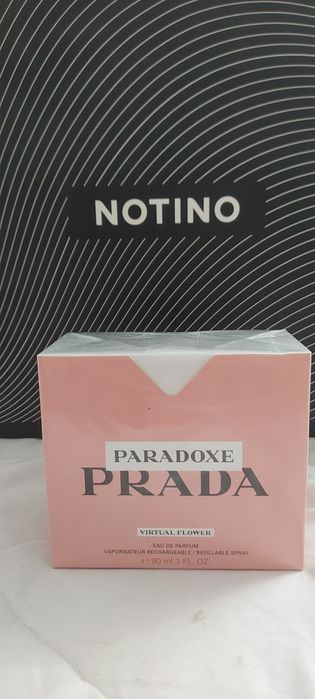 NOTINO
PARADOXE
PRADA
VIRTUAL FLOWER
EAU DE PARFUM
VAPORISATEUR RECHARGEABLE / REFILLABLE SPRAY
℮ 90 ml 3 FL. OZ.